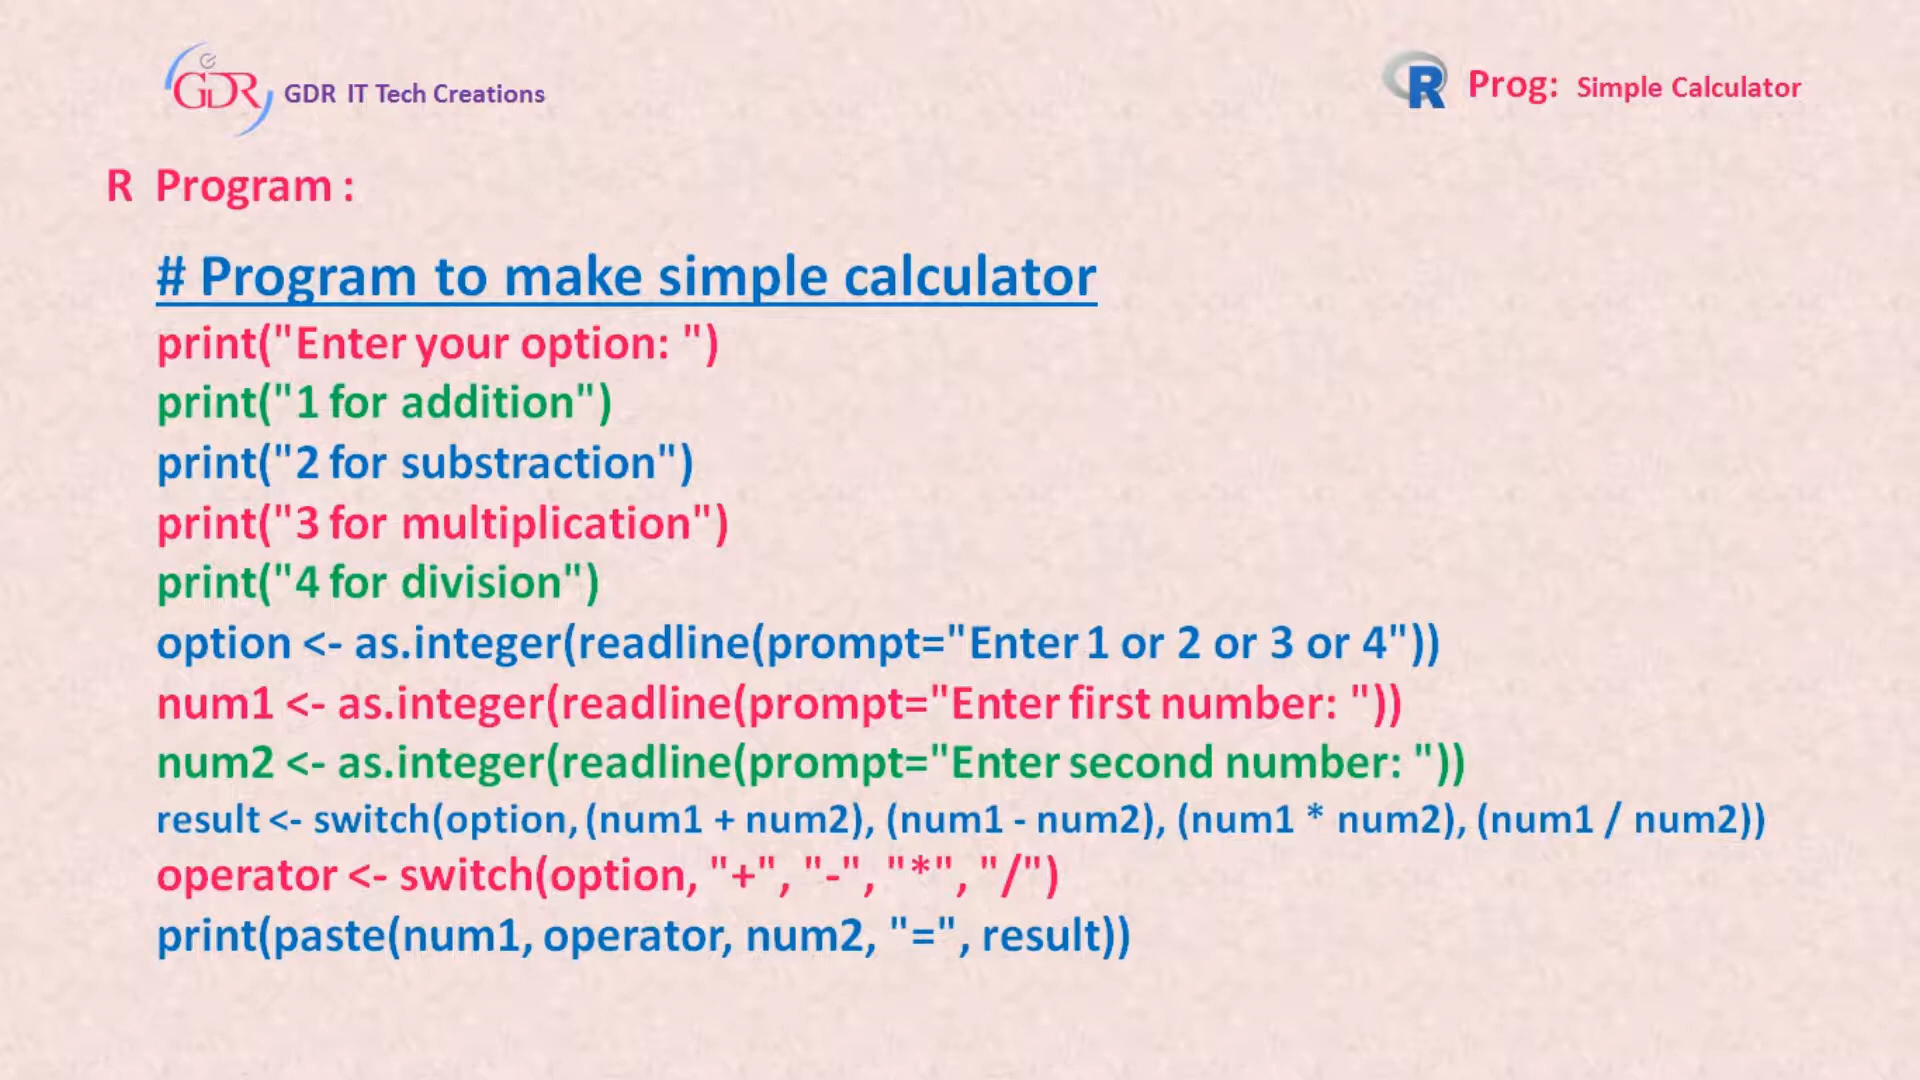 GDR GDR IT Tech Creations
R Prog: Simple Calculator
R Program :
# Program to make simple calculator
print("Enter your option: ")
print("1 for addition")
print("2 for substraction")
print("3 for multiplication")
print("4 for division")
option <- as.integer(readline(prompt="Enter 1 or 2 or 3 or 4"))
num1 <- as.integer(readline(prompt="Enter first number: "))
num2 <- as.integer(readline(prompt="Enter second number: "))
result <- switch(option, (num1 + num2), (num1 - num2), (num1 * num2), (num1 / num2))
operator <- switch(option, "+", "-", "*", "/")
print(paste(num1, operator, num2, "=", result))